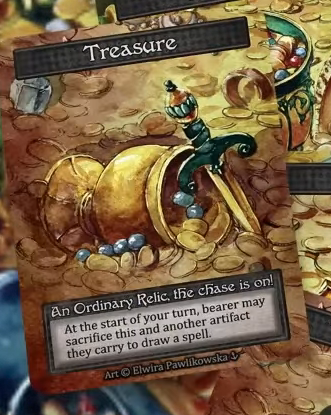 Treasure
An Ordinary Relic, the chase is on!
At the start of your turn, bearer may
sacrifice this and another artifact
they carry to draw a spell.
Art © Elwira Pawlikowska